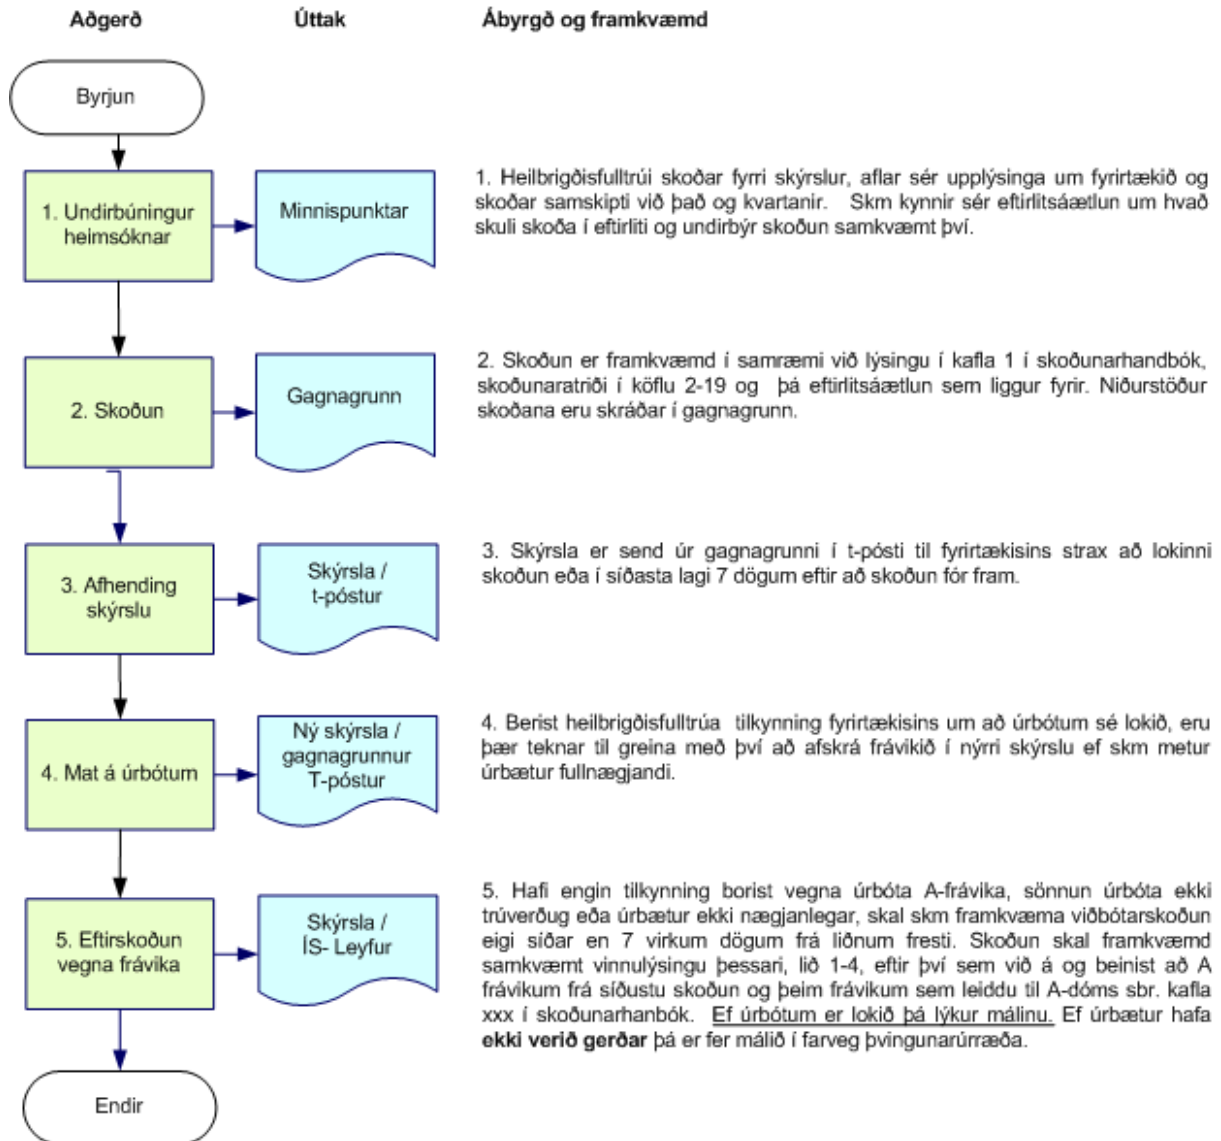 Aðgerð Úttak Ábyrgð og framkvæmd
Byrjun
1. Undirbúningur
heimsóknar
Minnispunktar
1. Heilbrigðisfulltrúi skoðar fyrri skýrslur, aflar sér upplýsinga um fyrirtækið og
skoðar samskipti við það og kvartanir. Skm kynnir sér eftirlitsáætlun um hvað
skuli skoða í eftirliti og undirbýr skoðun samkvæmt því.
2. Skoðun
Gagnagrunn
2. Skoðun er framkvæmd í samræmi við lýsingu í kafla 1 í skoðunarhandbók,
skoðunaratriði í köflu 2-19 og þá eftirlitsáætlun sem liggur fyrir. Niðurstöður
skoðana eru skráðar í gagnagrunn.
3. Afhending
skýrslu
Skýrsla /
t-póstur
3. Skýrsla er send úr gagnagrunni í t-pósti til fyrirtækisins strax að lokinni
skoðun eða í síðasta lagi 7 dögum eftir að skoðun fór fram.
4. Mat á úrbótum
Ný skýrsla /
gagnagrunnur
T-póstur
4. Berist heilbrigðisfulltrúa tilkynning fyrirtækisins um að úrbótum sé lokið, eru
þær teknar til greina með því að afskrá frávikið í nýrri skýrslu ef skm metur
úrbætur fullnægjandi.
5. Eftirskoðun
vegna frávika
Skýrsla /
ÍS- Leyfur
5. Hafi engin tilkynning borist vegna úrbóta A-frávika, sönnun úrbóta ekki
trúverðug eða úrbætur ekki nægjanlegar, skal skm framkvæma viðbótarskoðun
eigi síðar en 7 virkum dögum frá liðnum fresti. Skoðun skal framkvæmd
samkvæmt vinnulýsingu þessari, lið 1-4, eftir því sem við á og beinist að A
frávikum frá síðustu skoðun og þeim frávikum sem leiddu til A-dóms sbr. kafla
xxx í skoðunarhanbók. Ef úrbótum er lokið þá lýkur málinu. Ef úrbætur hafa
ekki verið gerðar þá er fer málið í farveg þvingunarúrræða.
Endir